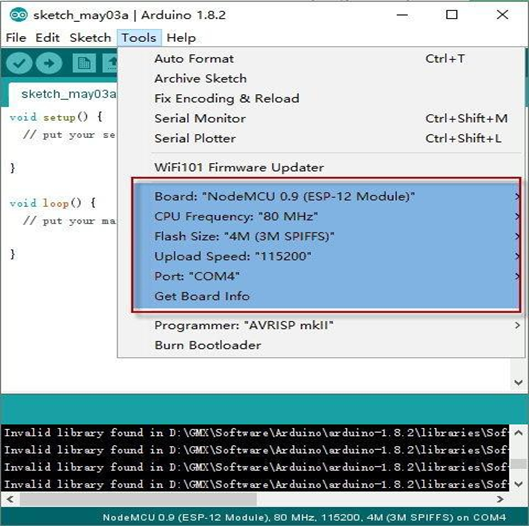 sketch_may03a | Arduino 1.8.2
File Edit Sketch Tools Help
Auto Format Ctrl+T
Archive Sketch
Fix Encoding & Reload
Serial Monitor Ctrl+Shift+M
Serial Plotter Ctrl+Shift+L
WiFi101 Firmware Updater
Board: "NodeMCU 0.9 (ESP-12 Module)"
CPU Frequency: "80 MHz"
Flash Size: "4M (3M SPIFFS)"
Upload Speed: "115200"
Port: "COM4"
Get Board Info
Programmer: "AVRISP mkII"
Burn Bootloader
sketch_may03a
void setup() {
// put your se
}
void loop() {
// put your ma
}
Invalid library found in D:\GMX\Software\Arduino\arduino-1.8.2\libraries\Sof
Invalid library found in D:\GMX\Software\Arduino\arduino-1.8.2\libraries\Sof
Invalid library found in D:\GMX\Software\Arduino\arduino-1.8.2\libraries\Sof
Invalid library found in D:\GMX\Software\Arduino\arduino-1.8.2\libraries\Sof
NodeMCU 0.9 (ESP-12 Module), 80 MHz, 115200, 4M (3M SPIFFS) on COM4